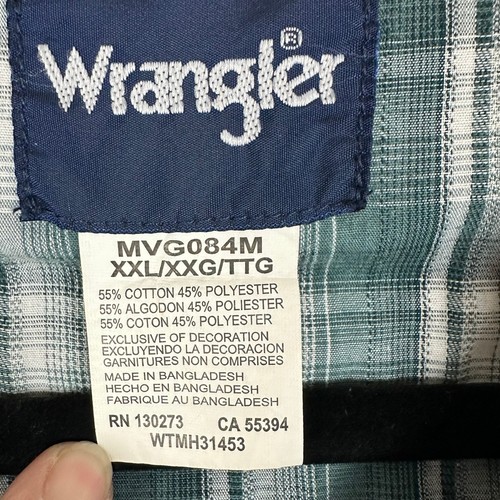 Wrangler®
MVG084M
XXL/XXG/TTG
55% COTTON 45% POLYESTER
55% ALGODON 45% POLIESTER
55% COTON 45% POLYESTER
EXCLUSIVE OF DECORATION
EXCLUYENDO LA DECORACION
GARNITURES NON COMPRISES
MADE IN BANGLADESH
HECHO EN BANGLADESH
FABRIQUE AU BANGLADESH
RN 130273 CA 55394
WTMH31453